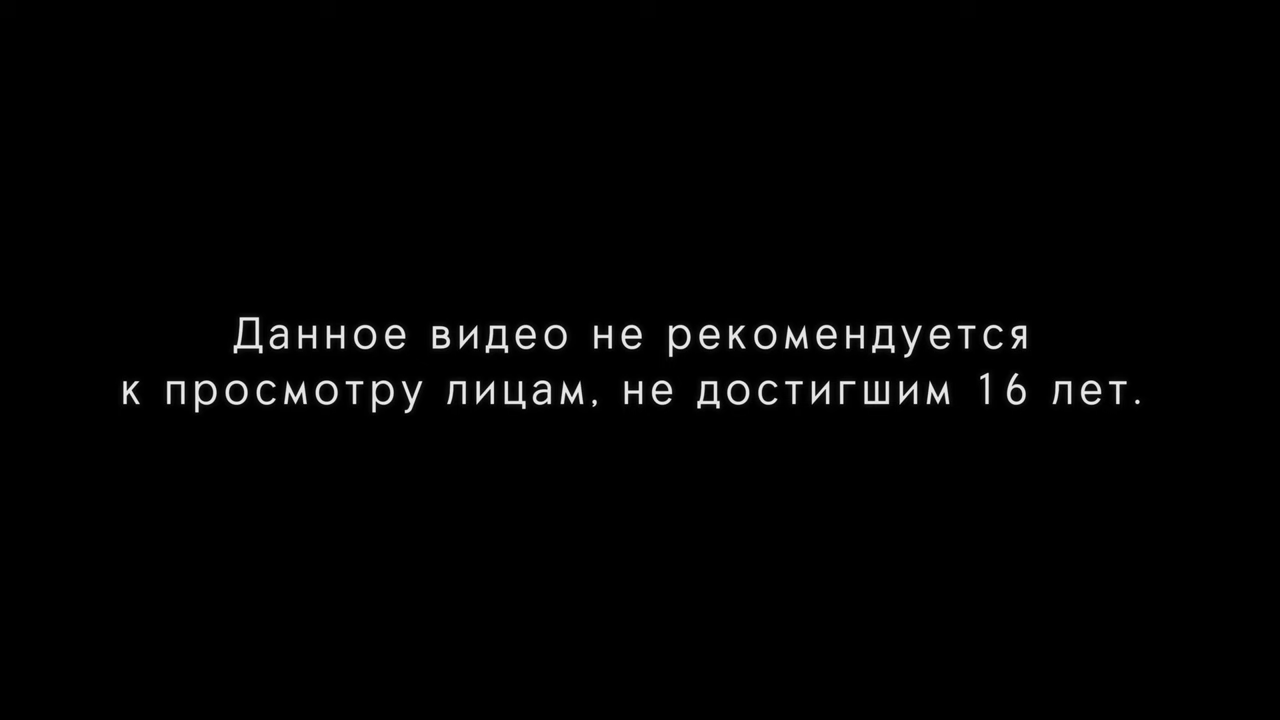 Данное видео не рекомендуется
к просмотру лицам, не достигшим 16 лет.